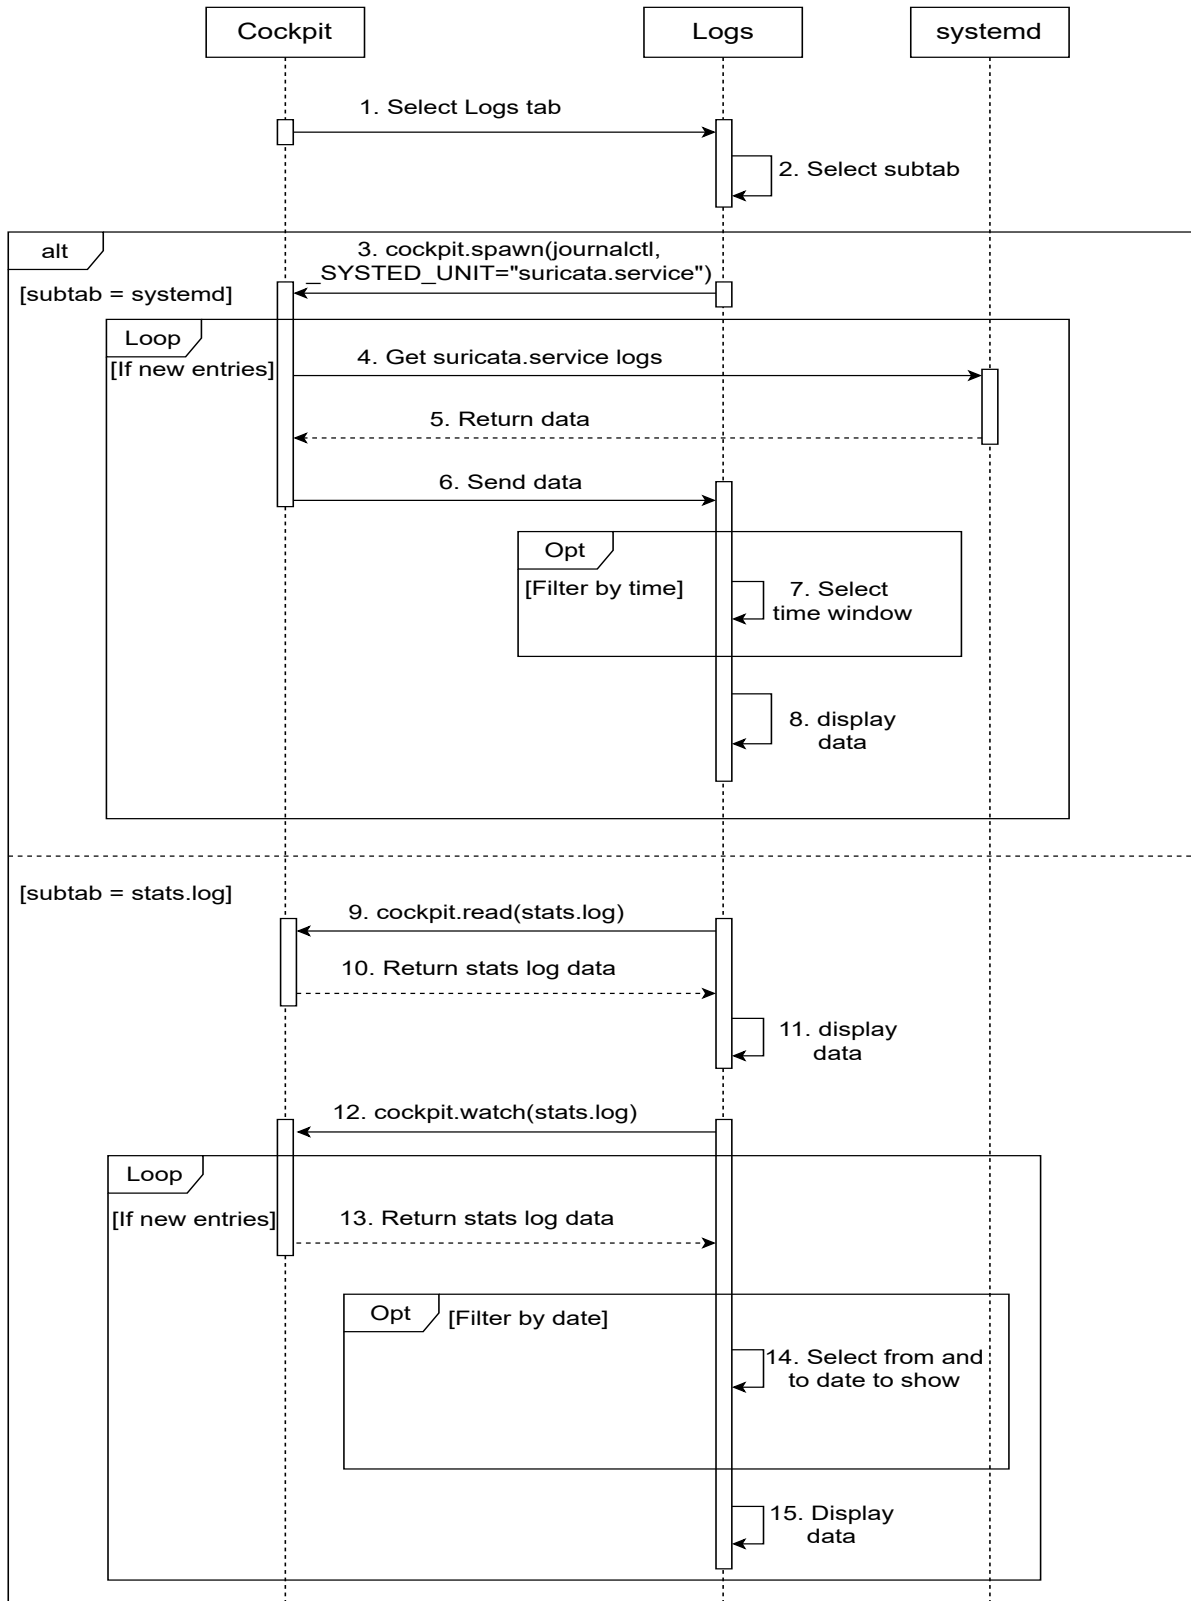 Cockpit
Logs
systemd
1. Select Logs tab
2. Select subtab
alt
3. cockpit.spawn(journalctl,
_SYSTED_UNIT="suricata.service")
[subtab = systemd]
Loop
[If new entries]
4. Get suricata.service logs
5. Return data
6. Send data
Opt
[Filter by time]
7. Select
time window
8. display
data
[subtab = stats.log]
9. cockpit.read(stats.log)
10. Return stats log data
11. display
data
12. cockpit.watch(stats.log)
Loop
[If new entries]
13. Return stats log data
Opt
[Filter by date]
14. Select from and
to date to show
15. Display
data